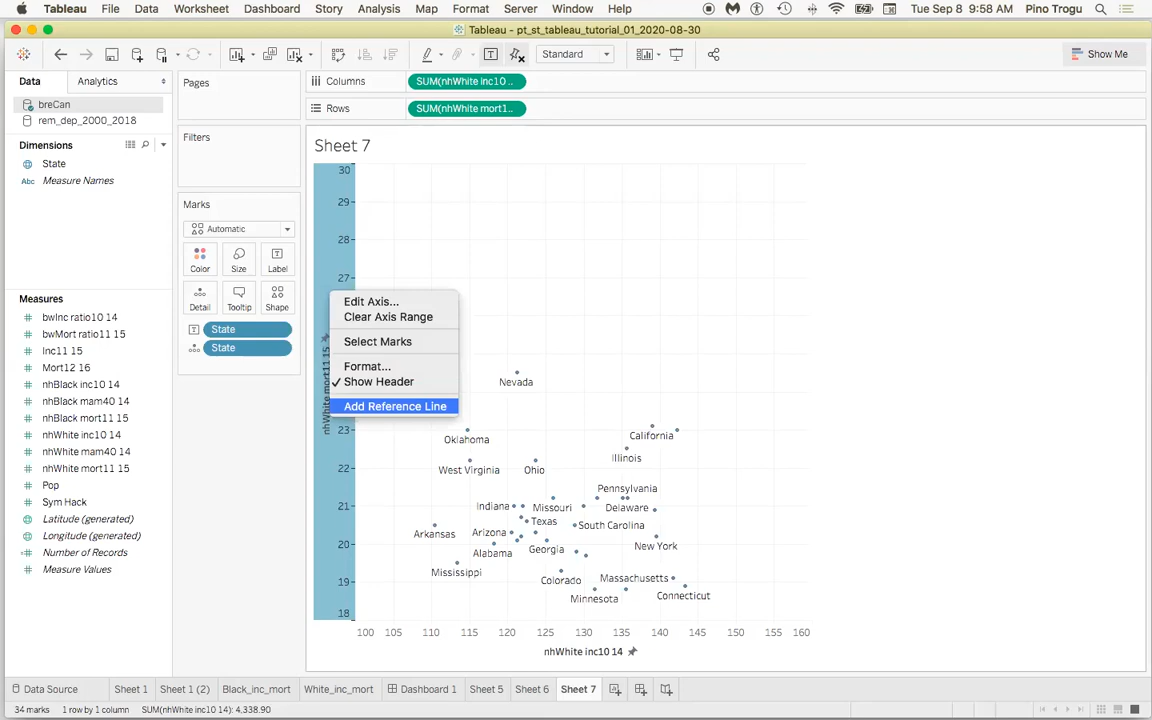 Tableau File Data Worksheet Dashboard Story Analysis Map Format Server Window Help Tue Sep 8 9:58 AM Pino Trogu
Tableau - pt_st_tableau_tutorial_01_2020-08-30
Standard Show Me
Data Analytics
breCan
rem_dep_2000_2018
Dimensions
State
Abc Measure Names
Measures
bwInc ratio10 14
bwMort ratio11 15
Inc11 15
Mort12 16
nhBlack inc10 14
nhBlack mam40 14
nhBlack mort11 15
nhWhite inc10 14
nhWhite mam40 14
nhWhite mort11 15
Pop
Sym Hack
Latitude (generated)
Longitude (generated)
Number of Records
Measure Values
Pages
Filters
Marks
Automatic
Color Size Label
Detail Tooltip Shape
State
State
Columns SUM(nhWhite inc10 ..
Rows SUM(nhWhite mort1..
Sheet 7
30
29
28
27
23
22
21
20
19
18
nhWhite mort11 15
Edit Axis...
Clear Axis Range
Select Marks
Format...
Show Header
Add Reference Line
Nevada
Oklahoma
California
Illinois
West Virginia
Ohio
Pennsylvania
Indiana
Missouri
Delaware
Texas
South Carolina
Arkansas
Arizona
Alabama
Georgia
New York
Mississippi
Colorado
Massachusetts
Minnesota
Connecticut
100 105 110 115 120 125 130 135 140 145 150 155 160
nhWhite inc10 14
Data Source Sheet 1 Sheet 1 (2) Black_inc_mort White_inc_mort Dashboard 1 Sheet 5 Sheet 6 Sheet 7
34 marks 1 row by 1 column SUM(nhWhite inc10 14): 4,338.90